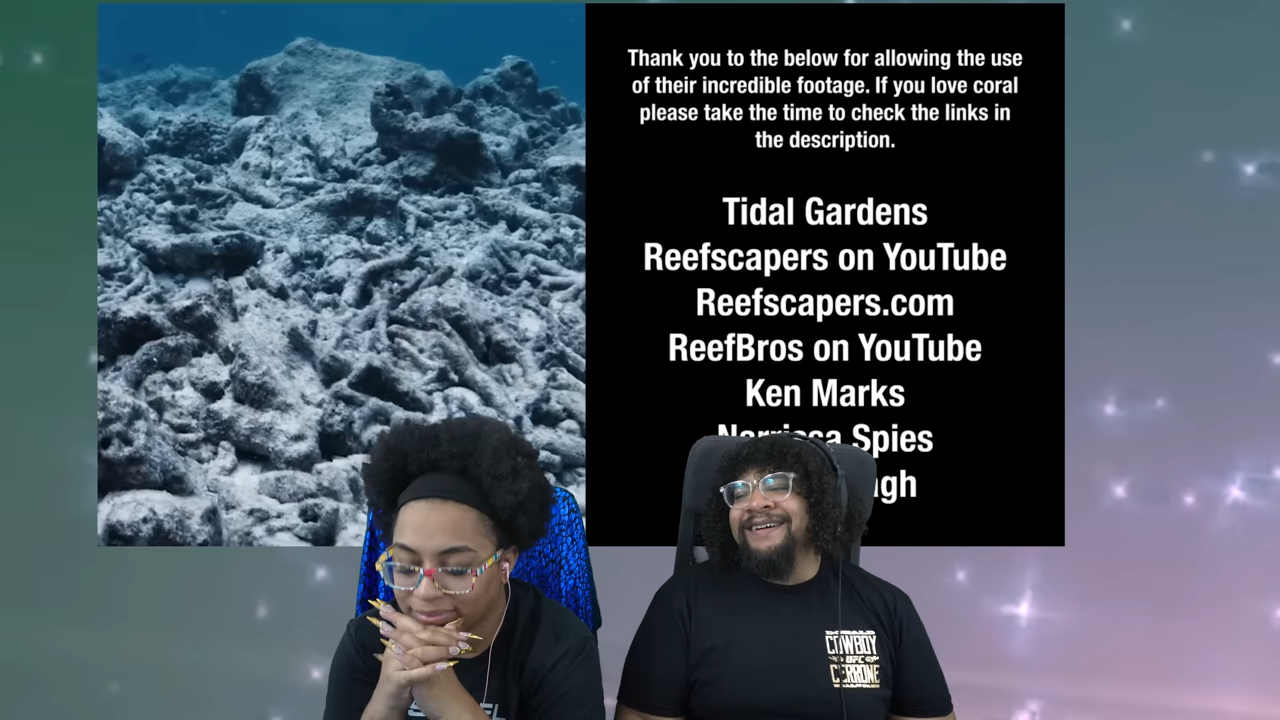 Thank you to the below for allowing the use
of their incredible footage. If you love coral
please take the time to check the links in
the description.
Tidal Gardens
Reefscapers on YouTube
Reefscapers.com
ReefBros on YouTube
Ken Marks
Spies
COWBOY
UFC
CERRONE